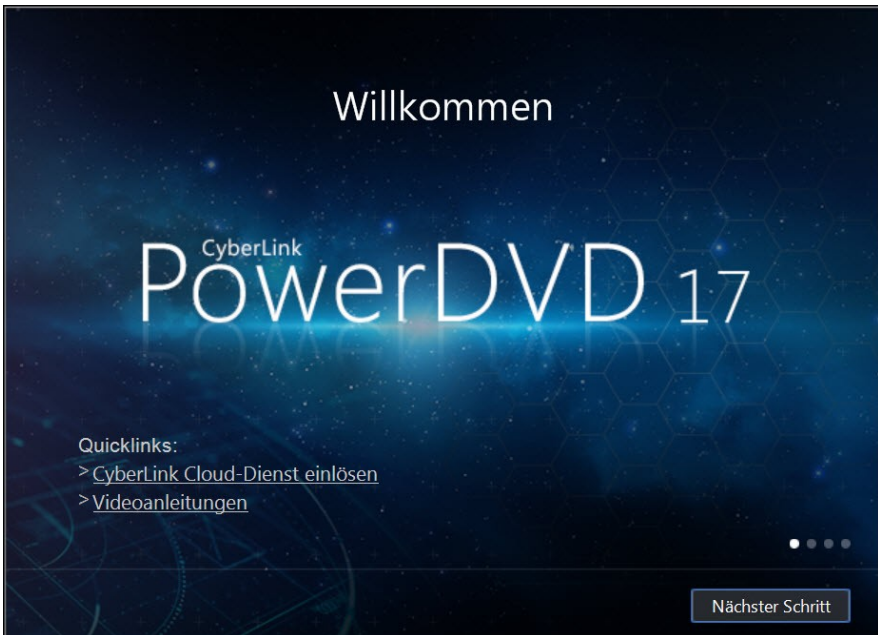 Willkommen
CyberLink
PowerDVD 17
Quicklinks:
> CyberLink Cloud-Dienst einlösen
> Videoanleitungen
Nächster Schritt